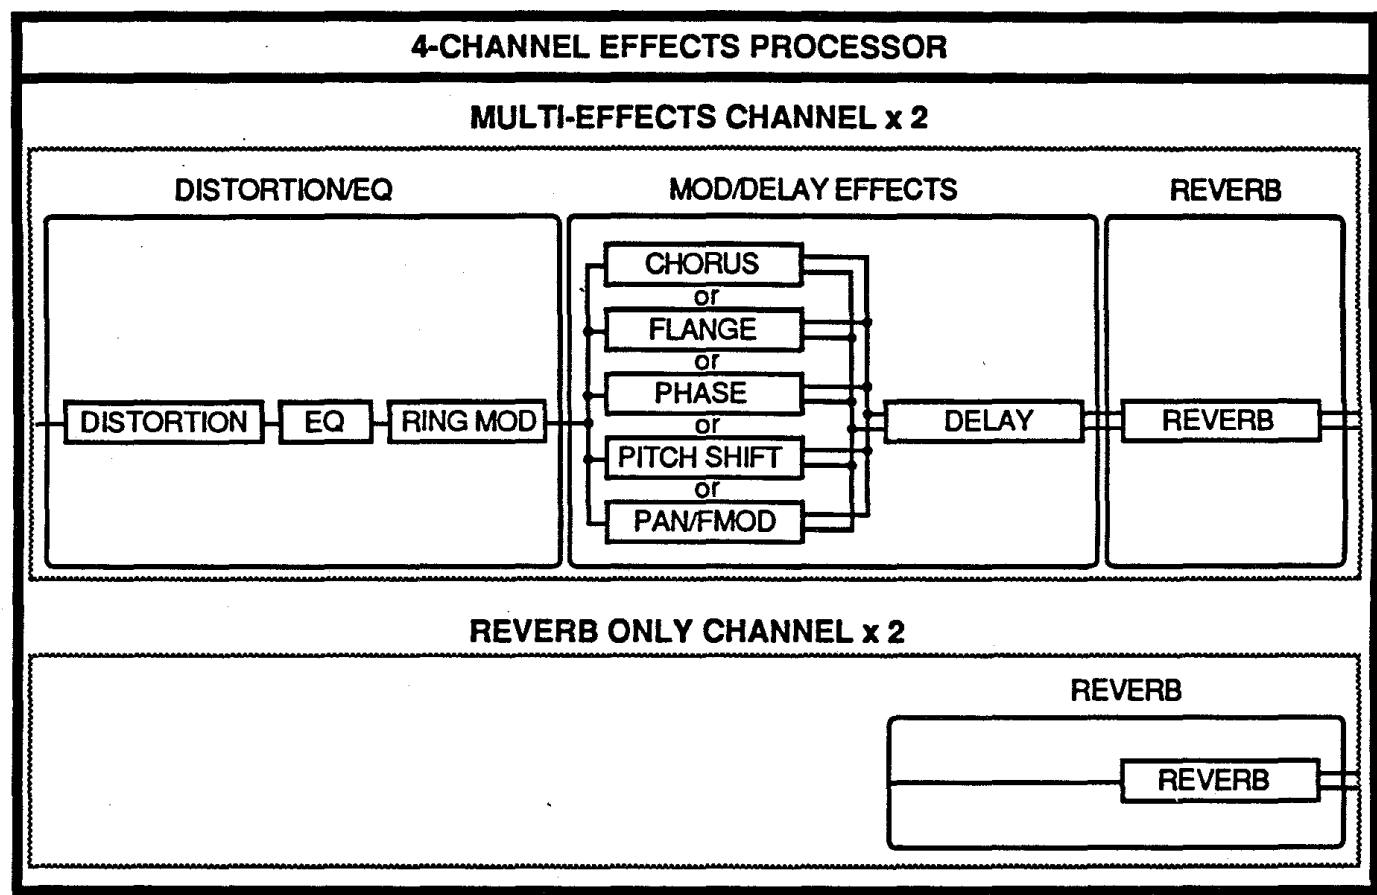 4-CHANNEL EFFECTS PROCESSOR
MULTI-EFFECTS CHANNEL x 2
DISTORTION/EQ
MOD/DELAY EFFECTS
REVERB
CHORUS
or
FLANGE
or
PHASE
or
PITCH SHIFT
or
PAN/FMOD
DISTORTION
EQ
RING MOD
DELAY
REVERB
REVERB ONLY CHANNEL x 2
REVERB
REVERB